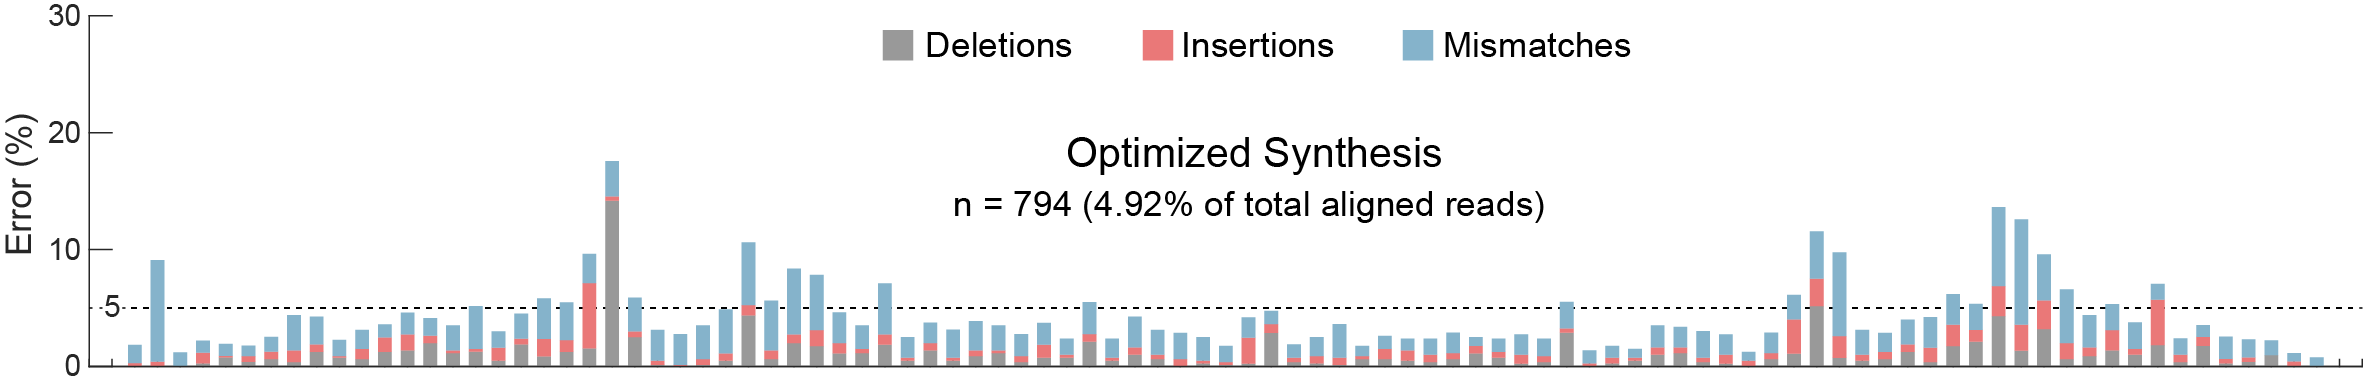 30
Deletions Insertions Mismatches
20
Optimized Synthesis
n = 794 (4.92% of total aligned reads)
Error (%)
10
5
0